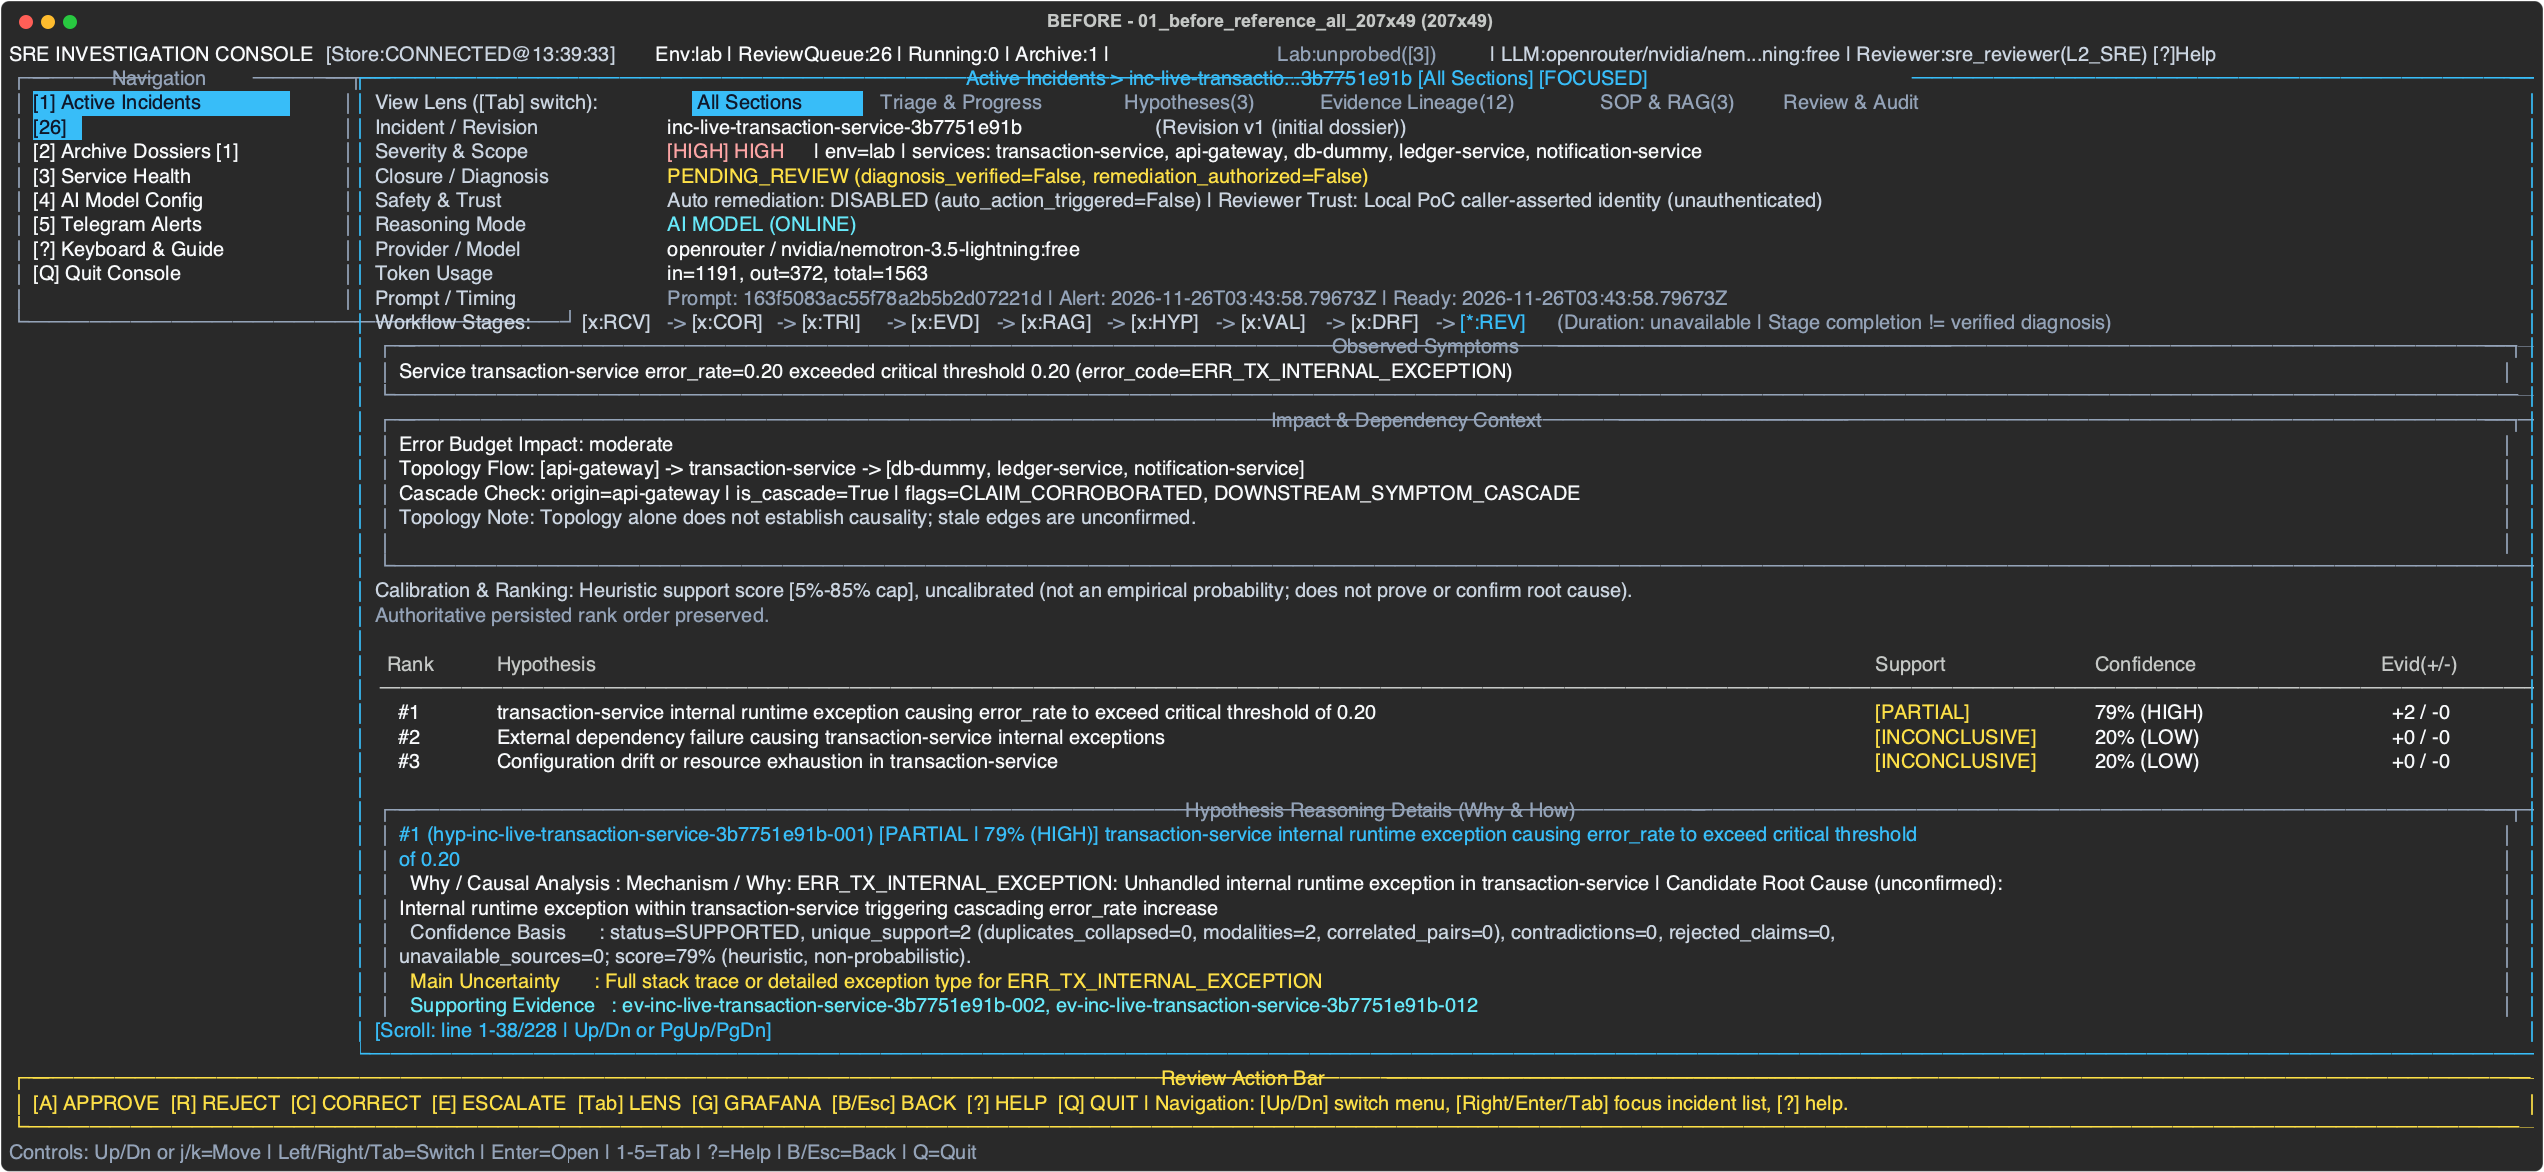 BEFORE - 01_before_reference_all_207x49 (207x49)
SRE INVESTIGATION CONSOLE [Store:CONNECTED@13:39:33] Env:lab | ReviewQueue:26 | Running:0 | Archive:1 | Lab:unprobed([3]) | LLM:openrouter/nvidia/nem...ning:free | Reviewer:sre_reviewer(L2_SRE) [?]Help
Navigation
[1] Active Incidents
[26]
[2] Archive Dossiers [1]
[3] Service Health
[4] AI Model Config
[5] Telegram Alerts
[?] Keyboard & Guide
[Q] Quit Console
Active Incidents > inc-live-transactio...3b7751e91b [All Sections] [FOCUSED]
View Lens ([Tab] switch): All Sections Triage & Progress Hypotheses(3) Evidence Lineage(12) SOP & RAG(3) Review & Audit
Incident / Revision inc-live-transaction-service-3b7751e91b (Revision v1 (initial dossier))
Severity & Scope [HIGH] HIGH | env=lab | services: transaction-service, api-gateway, db-dummy, ledger-service, notification-service
Closure / Diagnosis PENDING_REVIEW (diagnosis_verified=False, remediation_authorized=False)
Safety & Trust Auto remediation: DISABLED (auto_action_triggered=False) | Reviewer Trust: Local PoC caller-asserted identity (unauthenticated)
Reasoning Mode AI MODEL (ONLINE)
Provider / Model openrouter / nvidia/nemotron-3.5-lightning:free
Token Usage in=1191, out=372, total=1563
Prompt / Timing Prompt: 163f5083ac55f78a2b5b2d07221d | Alert: 2026-11-26T03:43:58.79673Z | Ready: 2026-11-26T03:43:58.79673Z
Workflow Stages: [x:RCV] -> [x:COR] -> [x:TRI] -> [x:EVD] -> [x:RAG] -> [x:HYP] -> [x:VAL] -> [x:DRF] -> [*:REV] (Duration: unavailable | Stage completion != verified diagnosis)
Observed Symptoms
Service transaction-service error_rate=0.20 exceeded critical threshold 0.20 (error_code=ERR_TX_INTERNAL_EXCEPTION)
Impact & Dependency Context
Error Budget Impact: moderate
Topology Flow: [api-gateway] -> transaction-service -> [db-dummy, ledger-service, notification-service]
Cascade Check: origin=api-gateway | is_cascade=True | flags=CLAIM_CORROBORATED, DOWNSTREAM_SYMPTOM_CASCADE
Topology Note: Topology alone does not establish causality; stale edges are unconfirmed.
Calibration & Ranking: Heuristic support score [5%-85% cap], uncalibrated (not an empirical probability; does not prove or confirm root cause).
Authoritative persisted rank order preserved.
Rank Hypothesis Support Confidence Evid(+/-)
#1 transaction-service internal runtime exception causing error_rate to exceed critical threshold of 0.20 [PARTIAL] 79% (HIGH) +2 / -0
#2 External dependency failure causing transaction-service internal exceptions [INCONCLUSIVE] 20% (LOW) +0 / -0
#3 Configuration drift or resource exhaustion in transaction-service [INCONCLUSIVE] 20% (LOW) +0 / -0
Hypothesis Reasoning Details (Why & How)
#1 (hyp-inc-live-transaction-service-3b7751e91b-001) [PARTIAL | 79% (HIGH)] transaction-service internal runtime exception causing error_rate to exceed critical threshold
of 0.20
Why / Causal Analysis : Mechanism / Why: ERR_TX_INTERNAL_EXCEPTION: Unhandled internal runtime exception in transaction-service | Candidate Root Cause (unconfirmed):
Internal runtime exception within transaction-service triggering cascading error_rate increase
Confidence Basis : status=SUPPORTED, unique_support=2 (duplicates_collapsed=0, modalities=2, correlated_pairs=0), contradictions=0, rejected_claims=0,
unavailable_sources=0; score=79% (heuristic, non-probabilistic).
Main Uncertainty : Full stack trace or detailed exception type for ERR_TX_INTERNAL_EXCEPTION
Supporting Evidence : ev-inc-live-transaction-service-3b7751e91b-002, ev-inc-live-transaction-service-3b7751e91b-012
[Scroll: line 1-38/228 | Up/Dn or PgUp/PgDn]
Review Action Bar
[A] APPROVE [R] REJECT [C] CORRECT [E] ESCALATE [Tab] LENS [G] GRAFANA [B/Esc] BACK [?] HELP [Q] QUIT | Navigation: [Up/Dn] switch menu, [Right/Enter/Tab] focus incident list, [?] help.
Controls: Up/Dn or j/k=Move | Left/Right/Tab=Switch | Enter=Open | 1-5=Tab | ?=Help | B/Esc=Back | Q=Quit